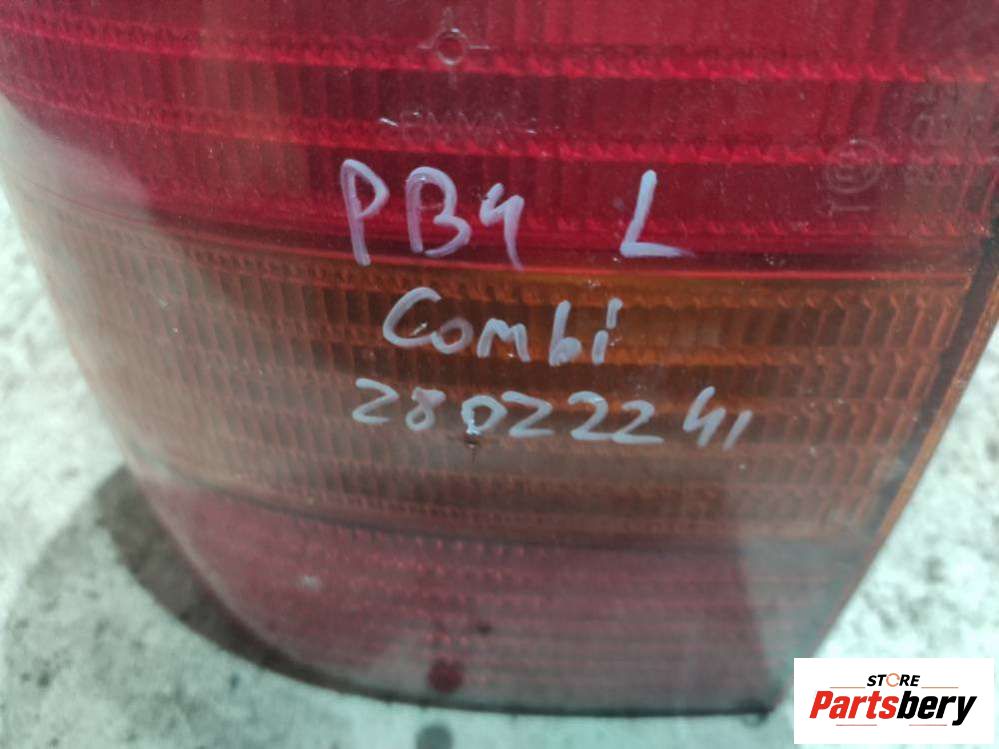 PB4 L
Combi
28022241
STORE
Partsbery